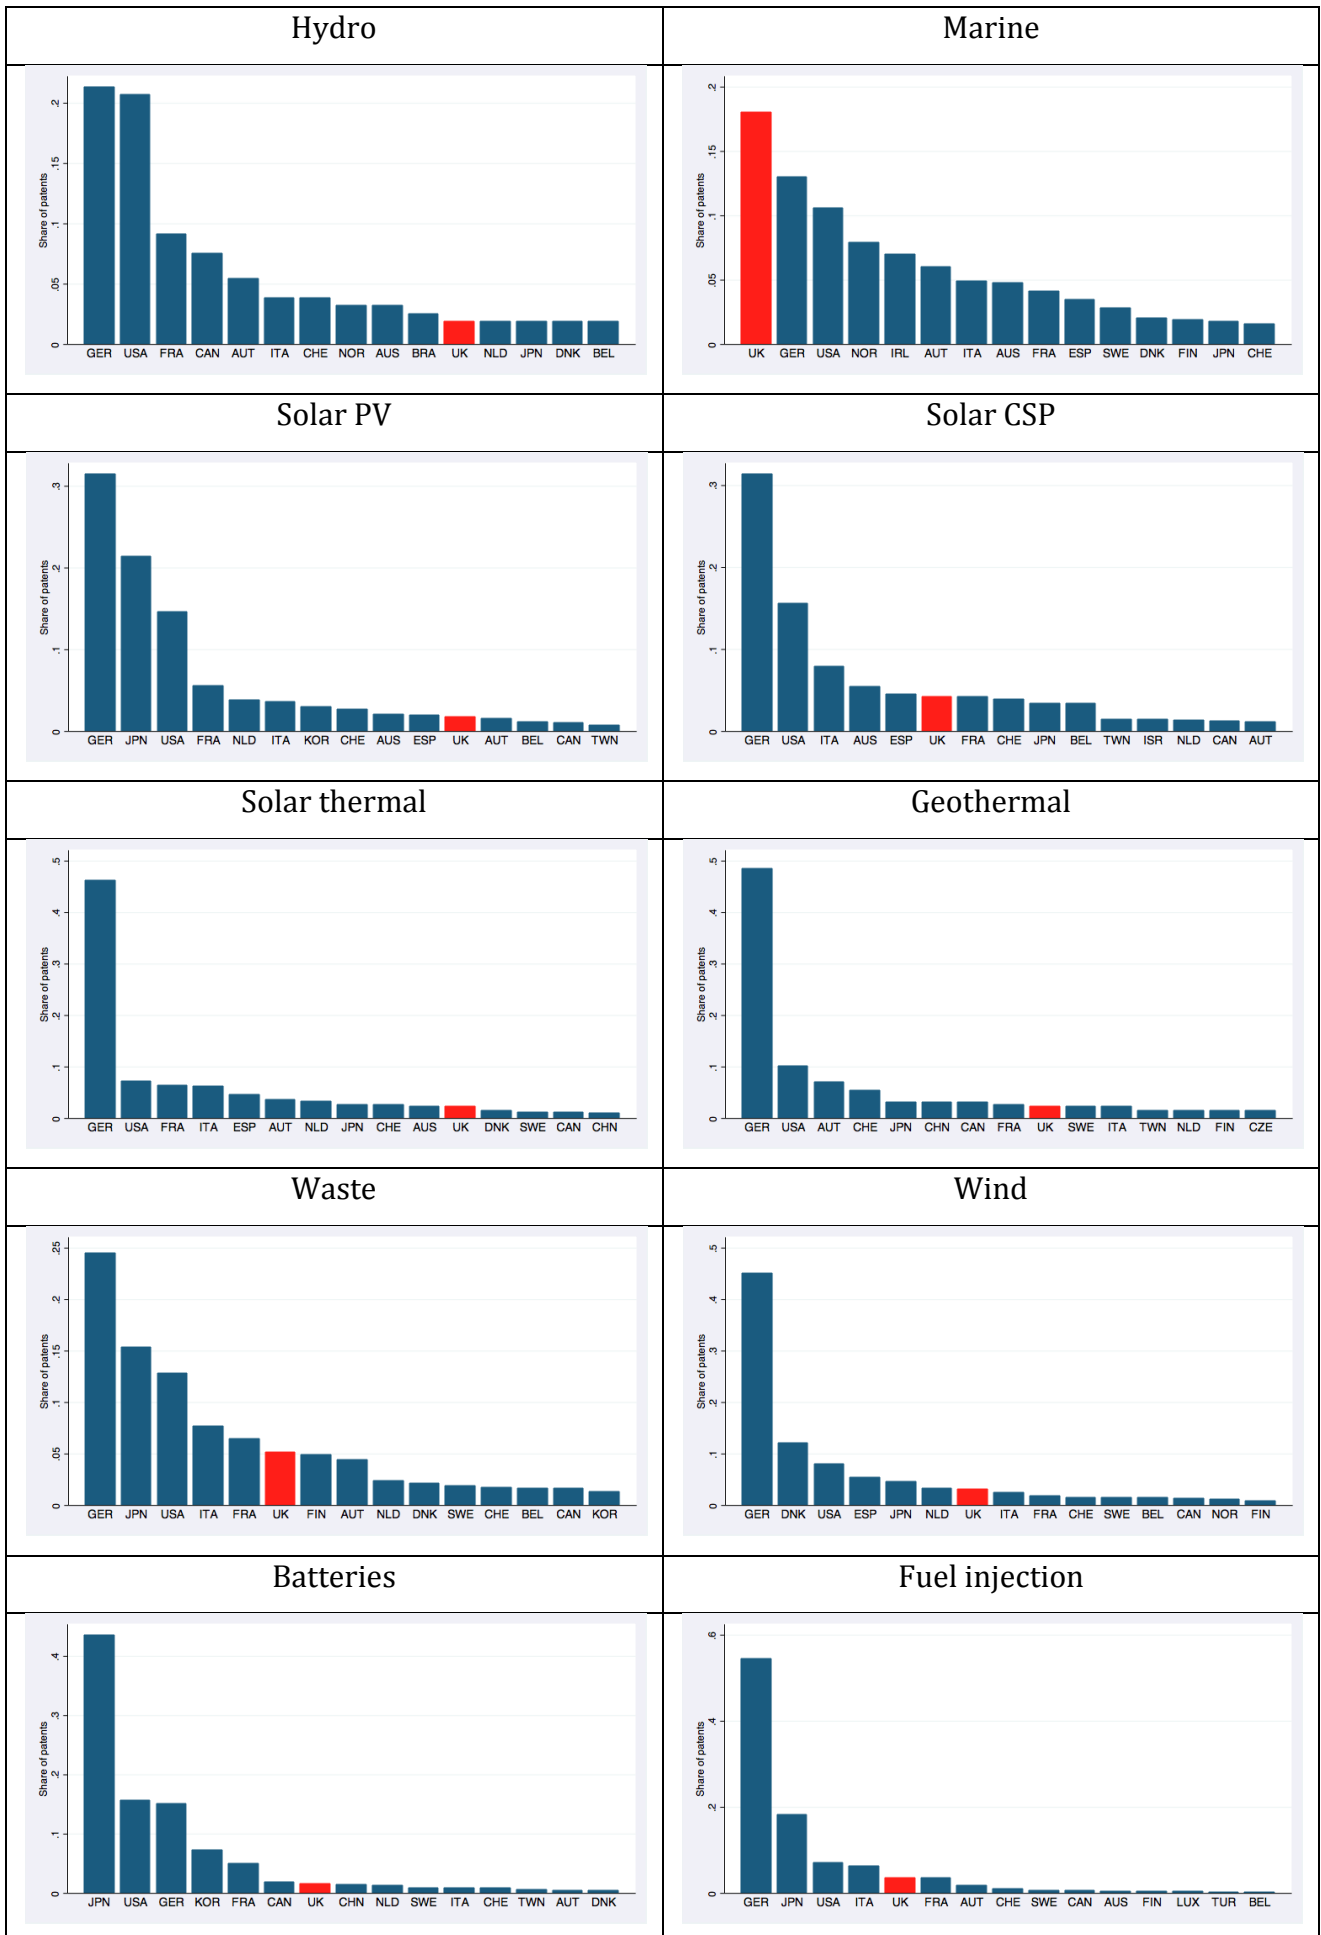 Hydro
Marine
Share of patents
0 .05 .1 .15 .2
GER USA FRA CAN AUT ITA CHE NOR AUS BRA UK NLD JPN DNK BEL
Share of patents
0 .05 .1 .15 .2
UK GER USA NOR IRL AUT ITA AUS FRA ESP SWE DNK FIN JPN CHE
Solar PV
Solar CSP
Share of patents
0 .1 .2 .3
GER JPN USA FRA NLD ITA KOR CHE AUS ESP UK AUT BEL CAN TWN
Share of patents
0 .1 .2 .3
GER USA ITA AUS ESP UK FRA CHE JPN BEL TWN ISR NLD CAN AUT
Solar thermal
Geothermal
Share of patents
0 .1 .2 .3 .4 .5
GER USA FRA ITA ESP AUT NLD JPN CHE AUS UK DNK SWE CAN CHN
Share of patents
0 .1 .2 .3 .4 .5
GER USA AUT CHE JPN CHN CAN FRA UK SWE ITA TWN NLD FIN CZE
Waste
Wind
Share of patents
0 .05 .1 .15 .2 .25
GER JPN USA ITA FRA UK FIN AUT NLD DNK SWE CHE BEL CAN KOR
Share of patents
0 .1 .2 .3 .4 .5
GER DNK USA ESP JPN NLD UK ITA FRA CHE SWE BEL CAN NOR FIN
Batteries
Fuel injection
Share of patents
0 .1 .2 .3 .4
JPN USA GER KOR FRA CAN UK CHN NLD SWE ITA CHE TWN AUT DNK
Share of patents
0 .2 .4 .6
GER JPN USA ITA UK FRA AUT CHE SWE CAN AUS FIN LUX TUR BEL